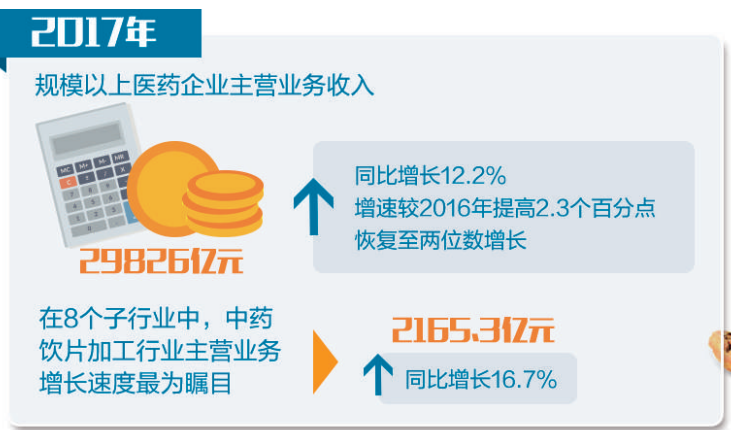 2017年
规模以上医药企业主营业务收入
MC M+ M- MR
29826亿元
同比增长12.2%
增速较2016年提高2.3个百分点
恢复至两位数增长
在8个子行业中，中药
饮片加工行业主营业务
增长速度最为瞩目
2165.3亿元
同比增长16.7%